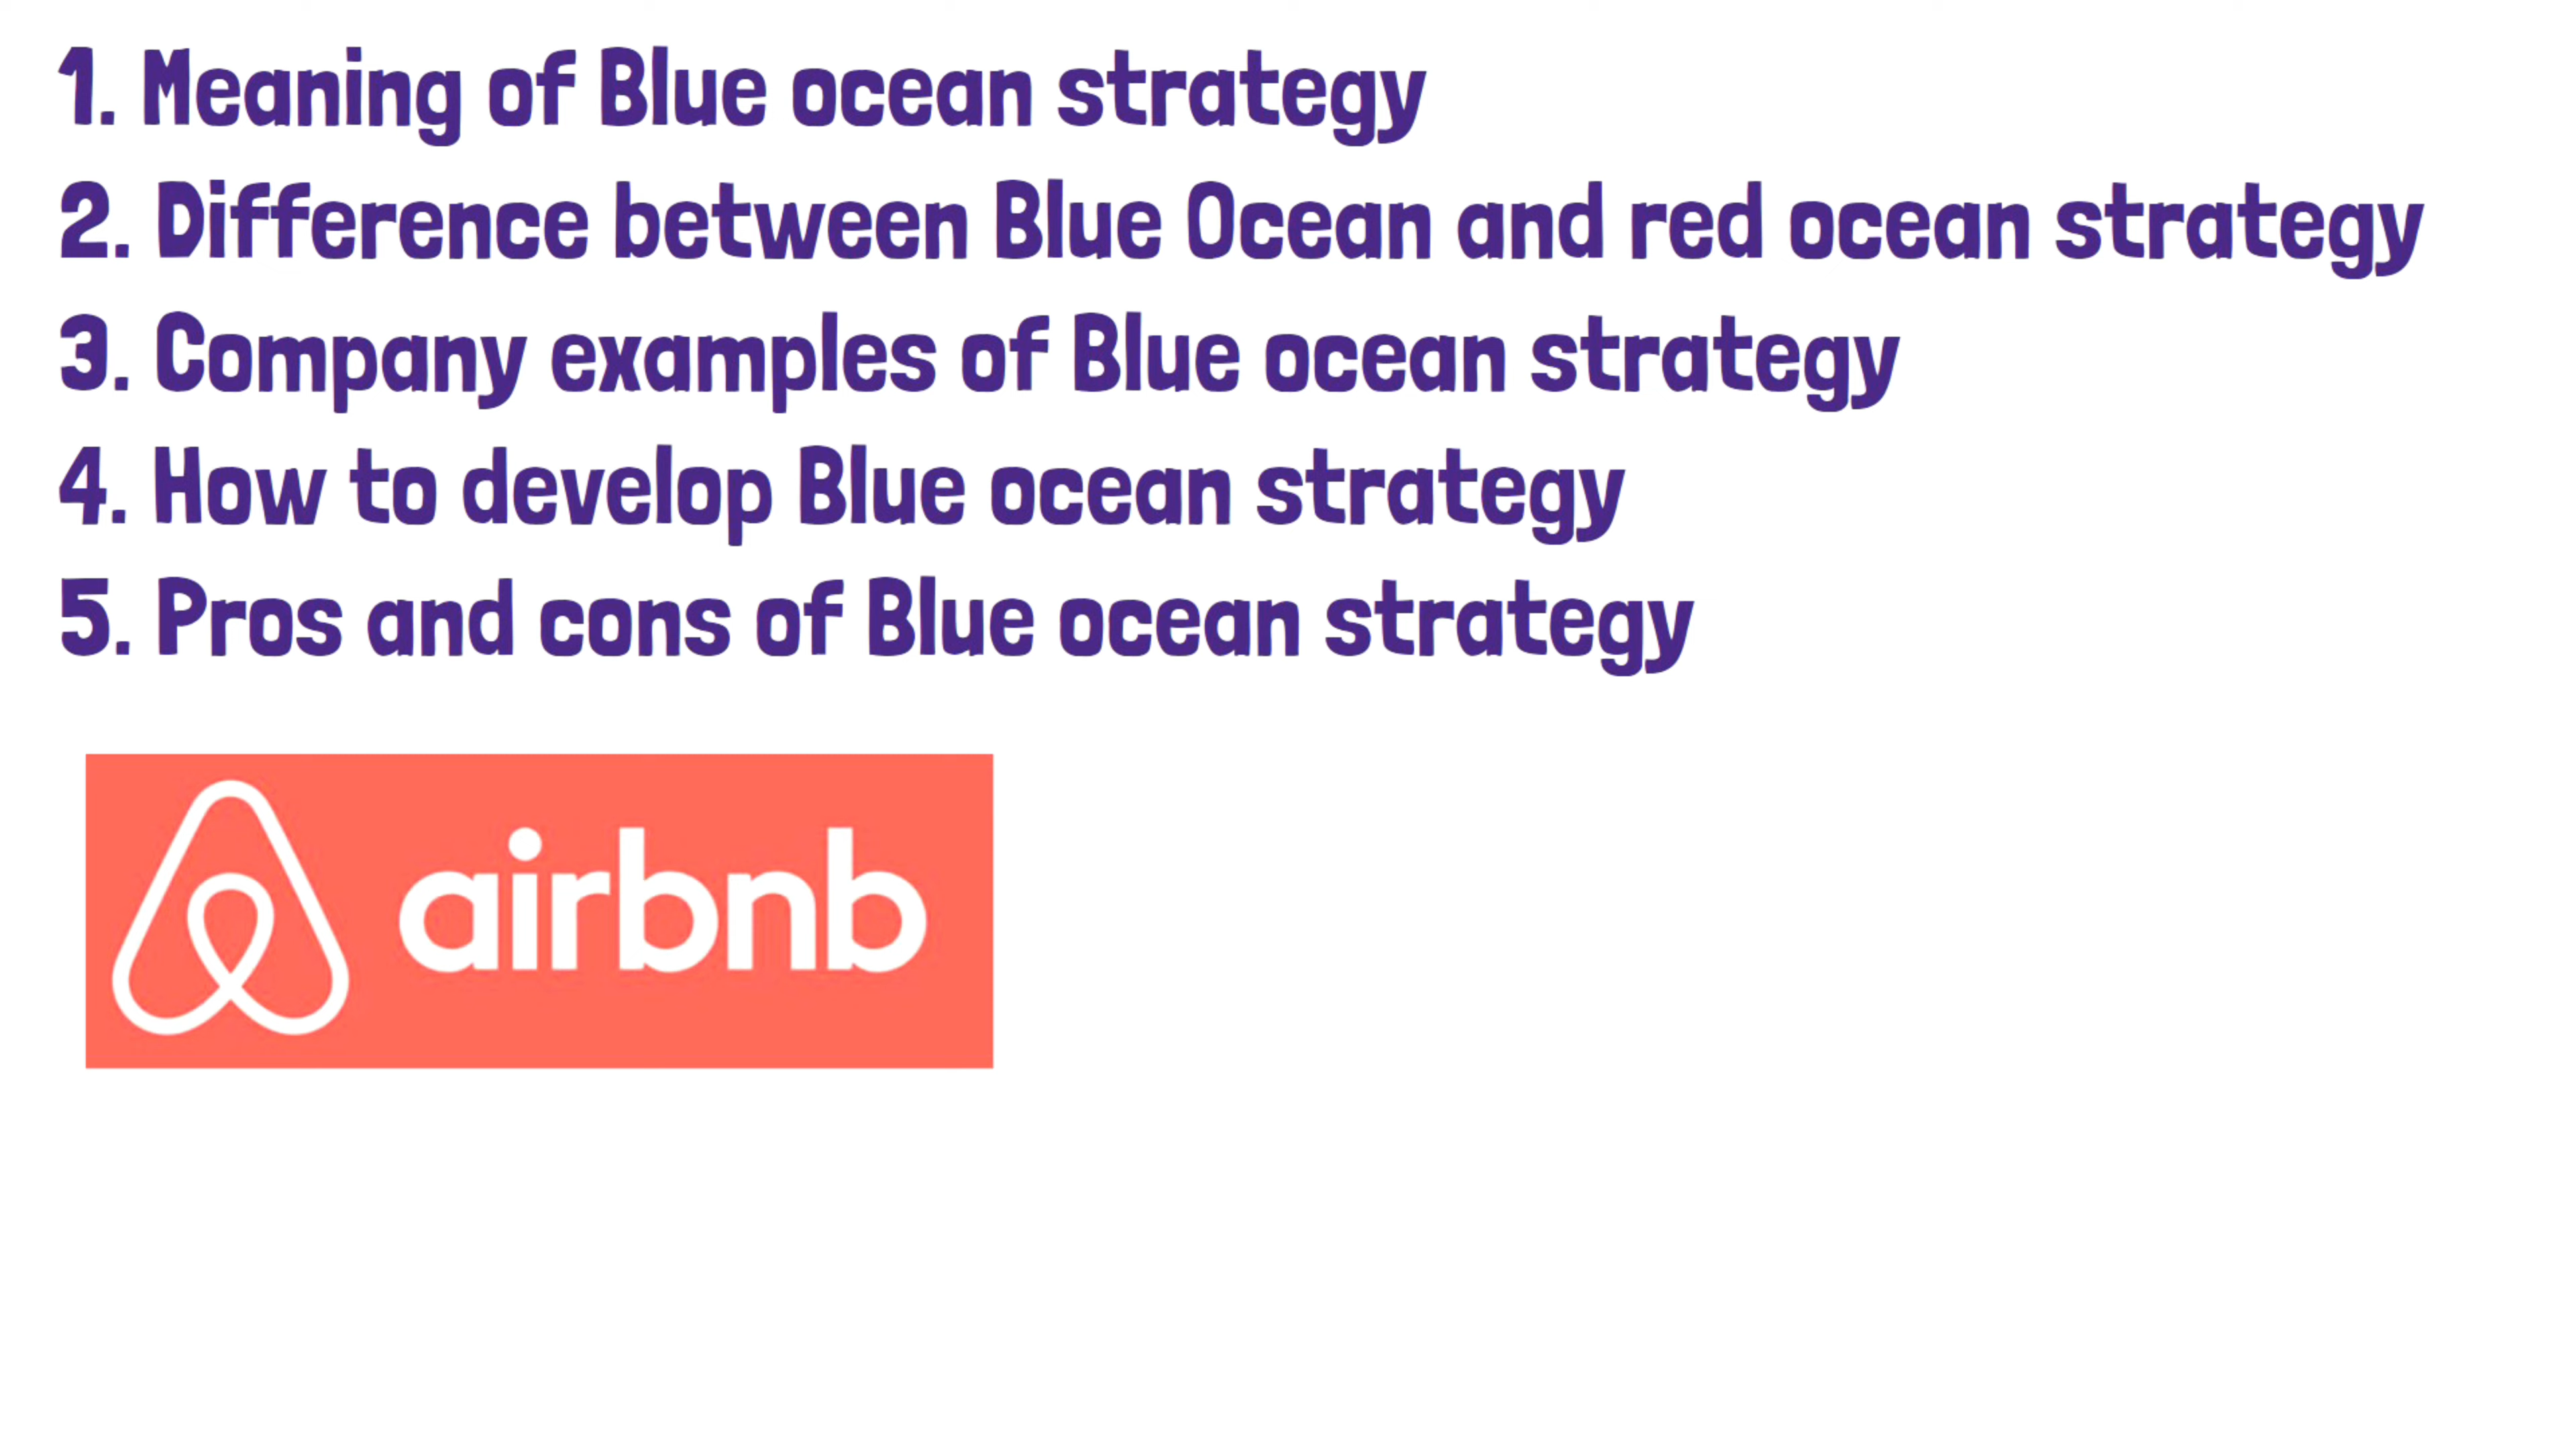 1. Meaning of Blue ocean strategy
2. Difference between Blue Ocean and red ocean strategy
3. Company examples of Blue ocean strategy
4. How to develop Blue ocean strategy
5. Pros and cons of Blue ocean strategy
airbnb